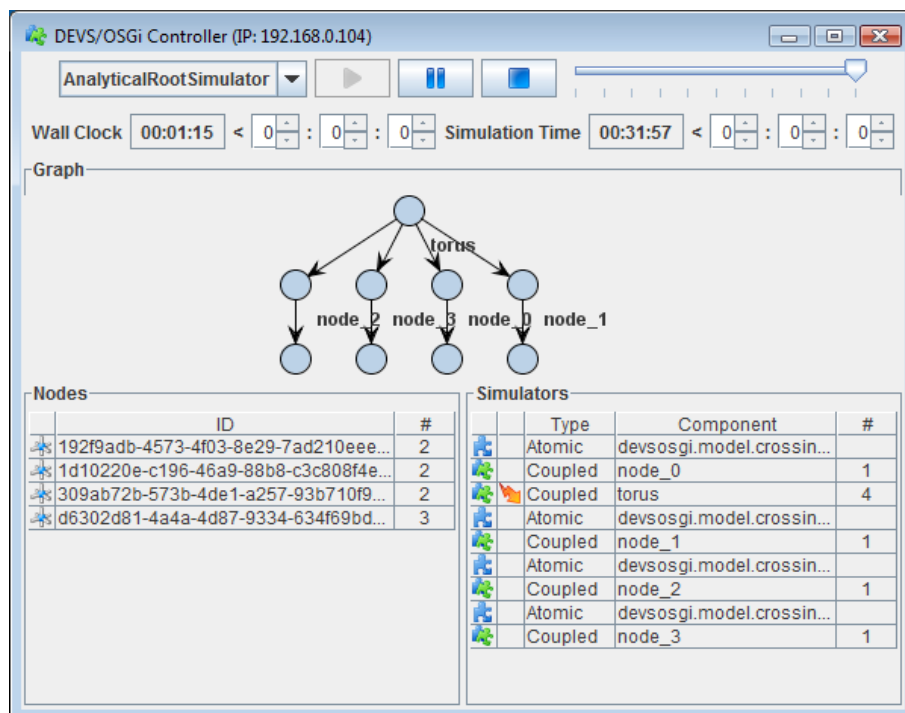 DEVS/OSGi Controller (IP: 192.168.0.104)
AnalyticalRootSimulator
Wall Clock 00:01:15 < 0 : 0 : 0 Simulation Time 00:31:57 < 0 : 0 : 0
Graph
torus
node_2 node_3 node_0 node_1
Nodes
ID #
192f9adb-4573-4f03-8e29-7ad210eee... 2
1d10220e-c196-46a9-88b8-c3c808f4e... 2
309ab72b-573b-4de1-a257-93b710f9... 2
d6302d81-4a4a-4d87-9334-634f69bd... 3
Simulators
Type Component #
Atomic devsosgi.model.crossin...
Coupled node_0 1
Coupled torus 4
Atomic devsosgi.model.crossin...
Coupled node_1 1
Atomic devsosgi.model.crossin...
Coupled node_2 1
Atomic devsosgi.model.crossin...
Coupled node_3 1